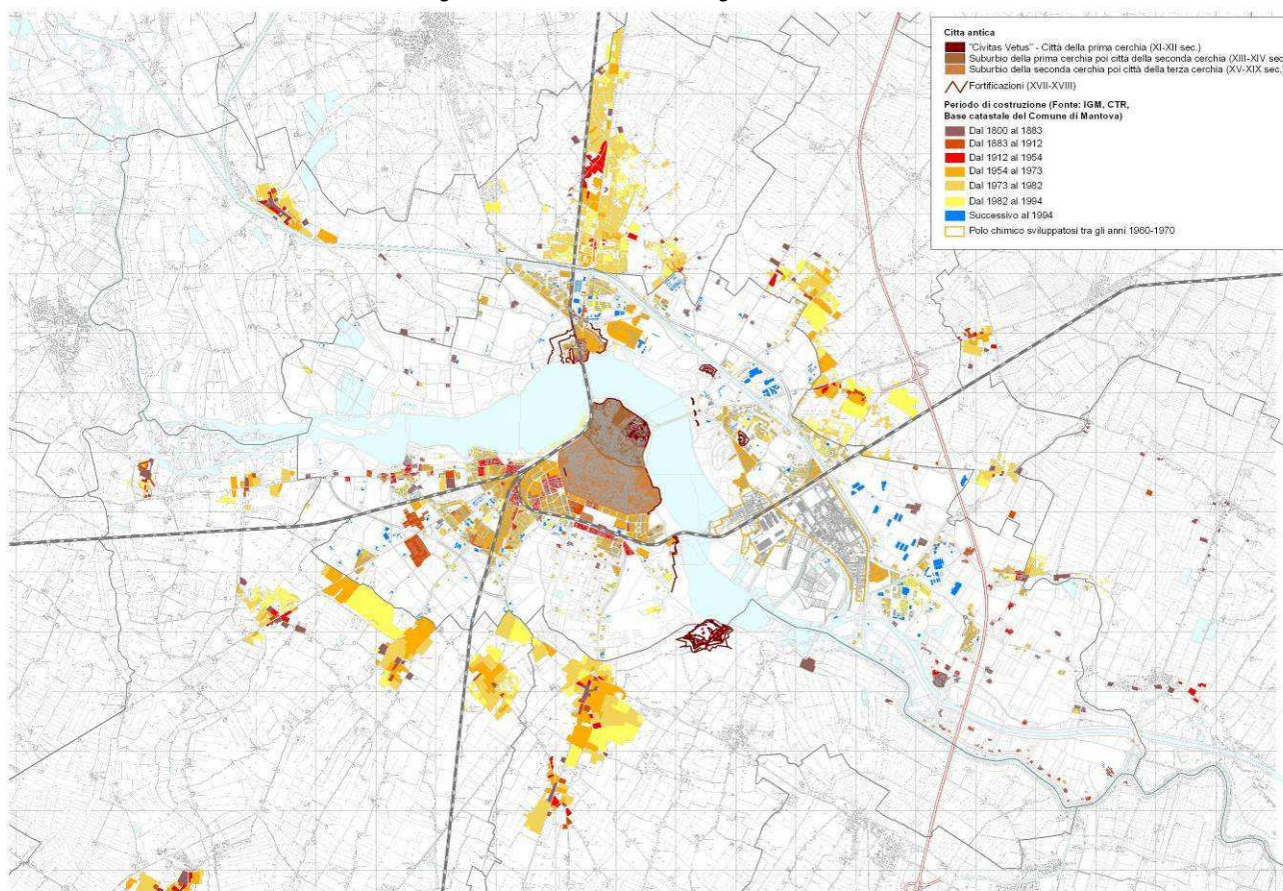 Citta antica
"Civitas Vetus" - Città della prima cerchia (XI-XII sec.)
Suburbio della prima cerchia poi città della seconda cerchia (XIII-XIV sec
Suburbio della seconda cerchia poi città della terza cerchia (XV-XIX sec.
Fortificazioni (XVII-XVIII)
Periodo di costruzione (Fonte: IGM, CTR,
Base catastale del Comune di Mantova)
Dal 1800 al 1883
Dal 1883 al 1912
Dal 1912 al 1954
Dal 1954 al 1973
Dal 1973 al 1982
Dal 1982 al 1994
Successivo al 1994
Polo chimico sviluppatosi tra gli anni 1960-1970